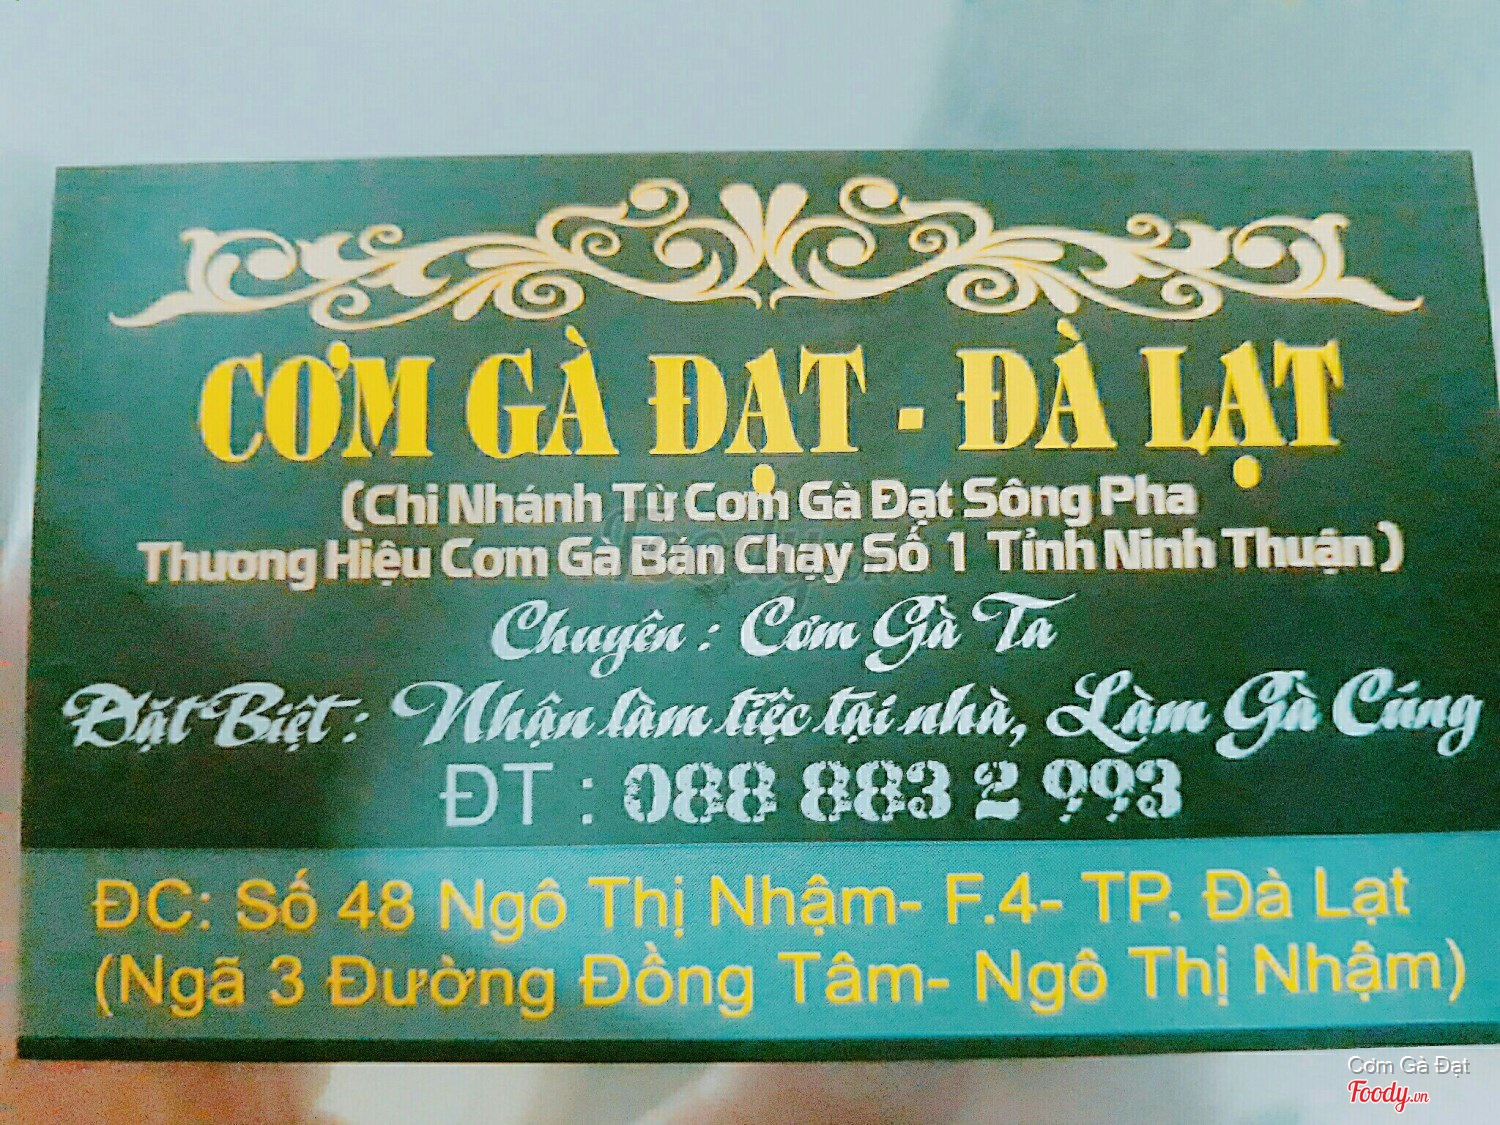 CƠM GÀ ĐẠT - ĐÀ LẠT
(Chi Nhánh Từ Cơm Gà Đạt Sông Pha
Thương Hiệu Cơm Gà Bán Chạy Số 1 Tỉnh Ninh Thuận)
Chuyên : Cơm Gà Ta
Đặt Biệt : Nhận làm tiệc tại nhà, Làm Gà Cúng
ĐT : 088 883 2 993
ĐC: Số 48 Ngô Thị Nhậm- F.4- TP. Đà Lạt
(Ngã 3 Đường Đồng Tâm- Ngô Thị Nhậm)
Cơm Gà Đạt
Foody.vn